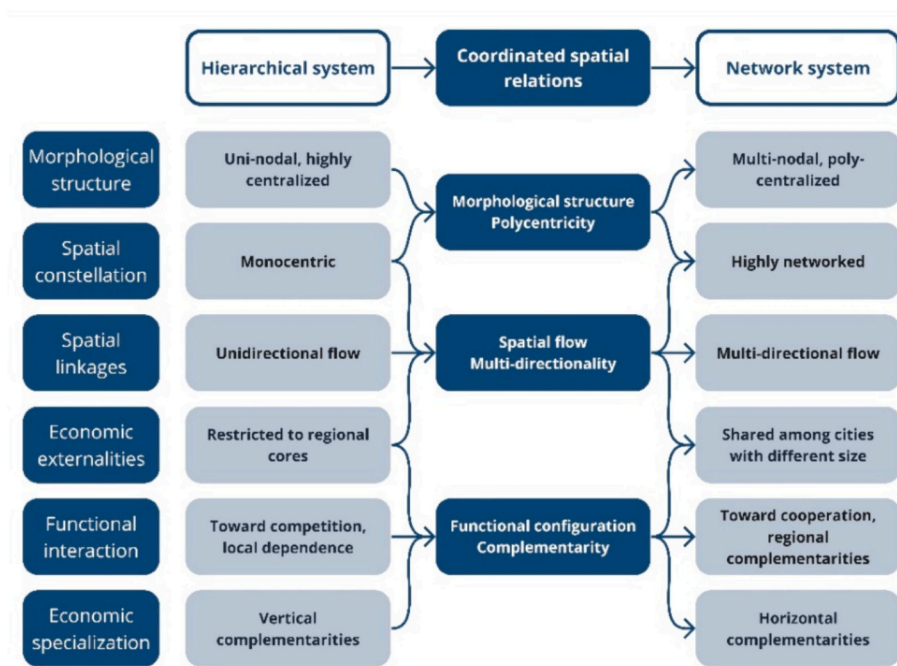 Hierarchical system
Coordinated spatial
relations
Network system
Morphological
structure
Uni-nodal, highly
centralized
Morphological structure
Polycentricity
Multi-nodal, poly-
centralized
Spatial
constellation
Monocentric
Highly networked
Spatial
linkages
Unidirectional flow
Spatial flow
Multi-directionality
Multi-directional flow
Economic
externalities
Restricted to regional
cores
Shared among cities
with different size
Functional
interaction
Toward competition,
local dependence
Functional configuration
Complementarity
Toward cooperation,
regional
complementarities
Economic
specialization
Vertical
complementarities
Horizontal
complementarities